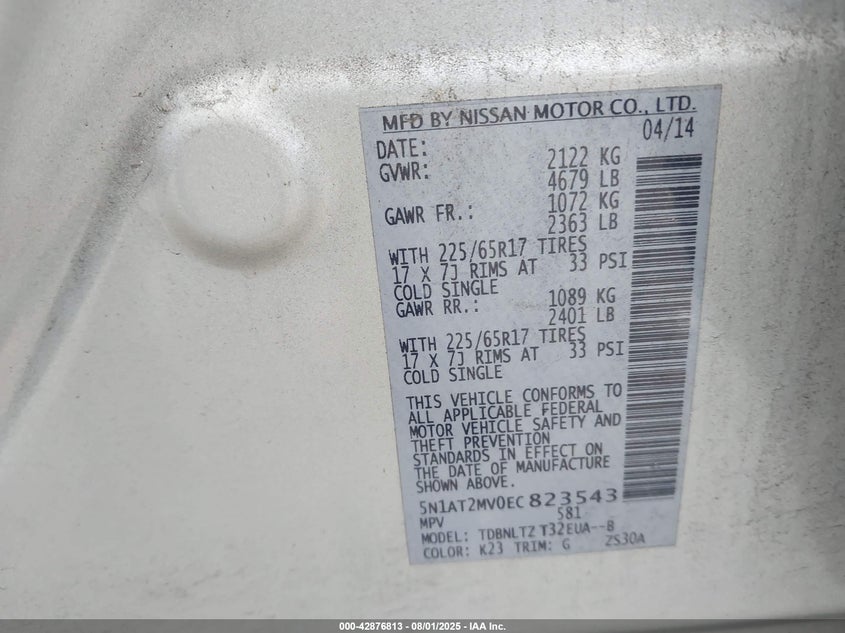 MFD BY NISSAN MOTOR CO., LTD.
DATE: 04/14
GVWR: 2122 KG
4679 LB
GAWR FR.: 1072 KG
2363 LB
WITH 225/65R17 TIRES
17 X 7J RIMS AT 33 PSI
COLD SINGLE
GAWR RR.: 1089 KG
2401 LB
WITH 225/65R17 TIRES
17 X 7J RIMS AT 33 PSI
COLD SINGLE
THIS VEHICLE CONFORMS TO
ALL APPLICABLE FEDERAL
MOTOR VEHICLE SAFETY AND
THEFT PREVENTION
STANDARDS IN EFFECT ON
THE DATE OF MANUFACTURE
SHOWN ABOVE.
5N1AT2MV0EC823543
MPV 581
MODEL: TDBNLTZ T32EUA--B
COLOR: K23 TRIM: G ZS30A
000-42876813 - 08/01/2025 - IAA Inc.